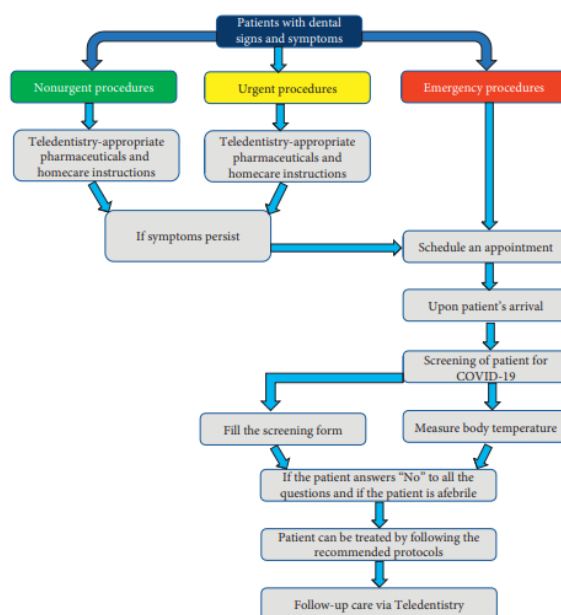 Patients with dental
signs and symptoms
Nonurgent procedures
Urgent procedures
Emergency procedures
Teledentistry-appropriate
pharmaceuticals and
homecare instructions
Teledentistry-appropriate
pharmaceuticals and
homecare instructions
If symptoms persist
Schedule an appointment
Upon patient's arrival
Screening of patient for
COVID-19
Fill the screening form
Measure body temperature
If the patient answers “No” to all the
questions and if the patient is afebrile
Patient can be treated by following the
recommended protocols
Follow-up care via Teledentistry